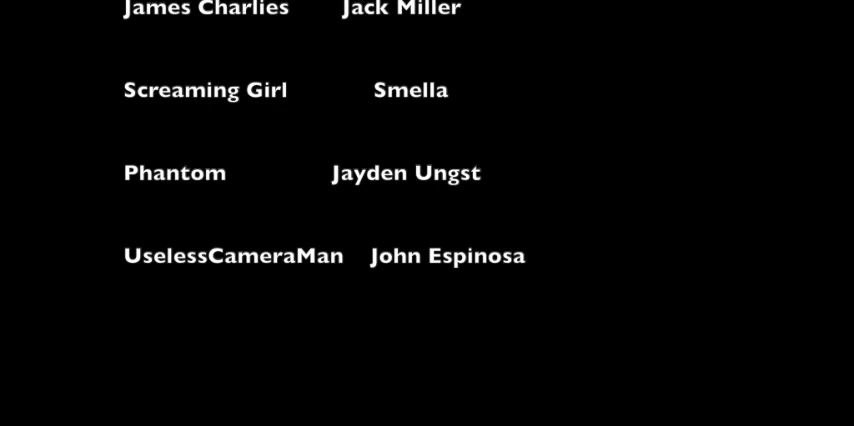 James Charlies Jack Miller
Screaming Girl Smella
Phantom Jayden Ungst
UselessCameraMan John Espinosa